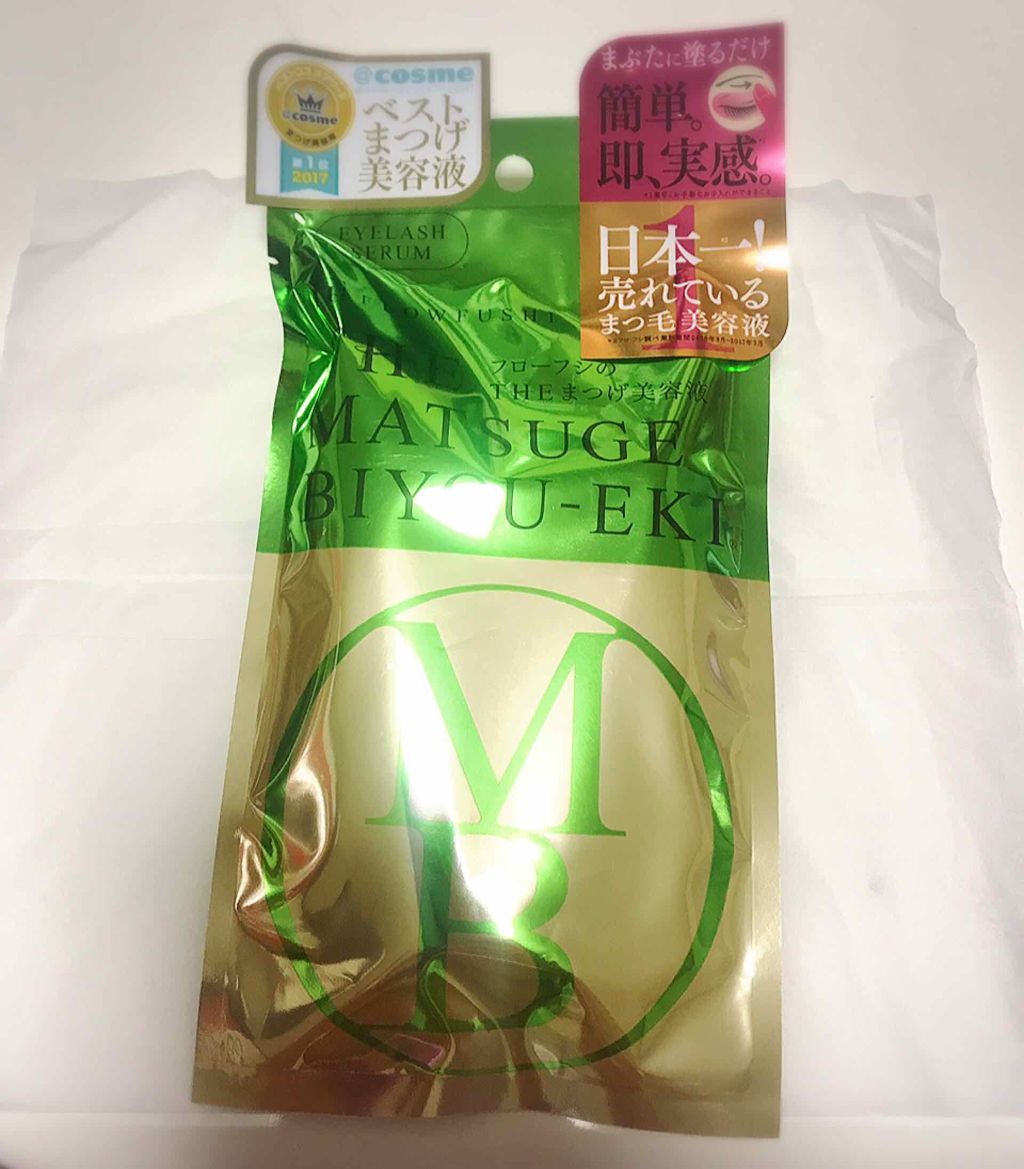 @cosme
ベスト
まつげ
美容液
@cosme
第1位
2017
まぶたに塗るだけ
簡単。
即、実感。
1
日本一!
売れている
まつ毛美容液
EYELASH
SERUM
FLOWFUSHI
THE
フローフシの
THEまつげ美容液
MATSUGE
BIYOU-EKI
MB